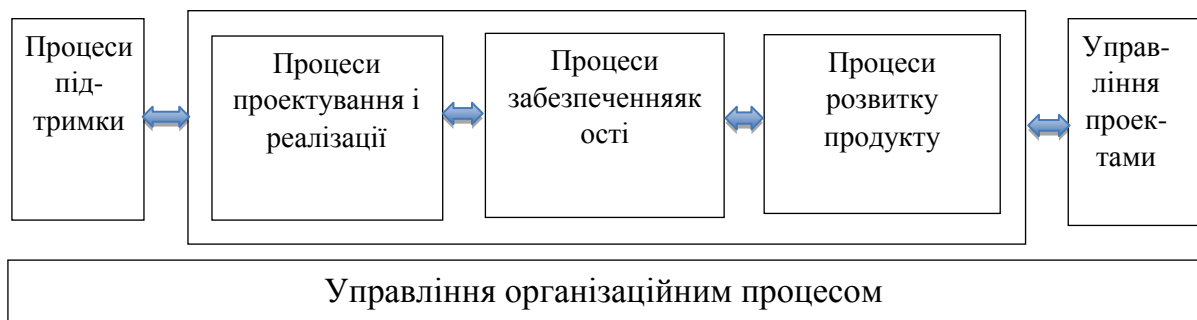 Процеси
під-
тримки
Процеси
проектування і
реалізації
Процеси
забезпеченняяк
ості
Процеси
розвитку
продукту
Управ-
ління
проек-
тами
Управління організаційним процесом